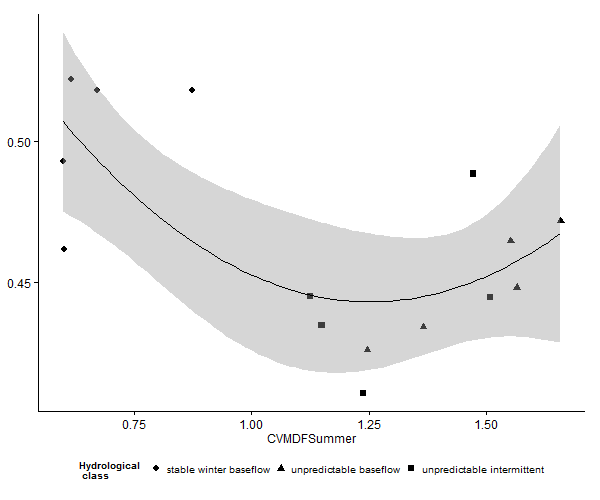 0.50
0.45
0.75 1.00 1.25 1.50
CVMDFSummer
Hydrological
class
stable winter baseflow unpredictable baseflow unpredictable intermittent